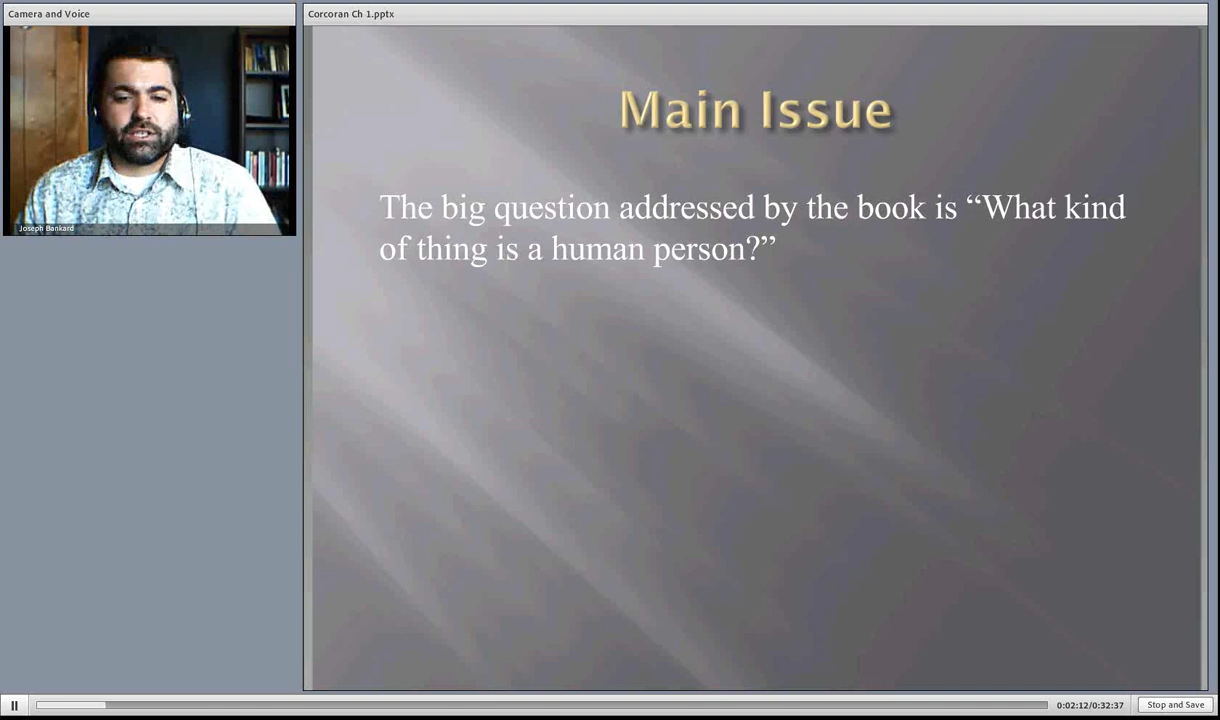 Camera and Voice
Joseph Bankard
Corcoran Ch 1.pptx
Main Issue
The big question addressed by the book is “What kind
of thing is a human person?”
0:02:12/0:32:37
Stop and Save